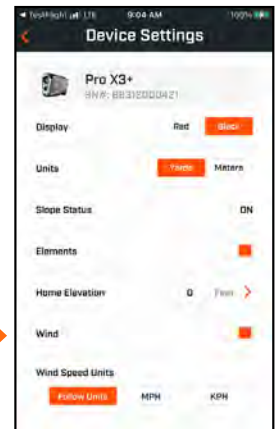 TestFlight LTE 9:04 AM 100%
Device Settings
Pro X3+
Display Red Black
Units Yards Meters
Slope Status ON
Elements
Home Elevation 0 Feet
Wind
Wind Speed Units
Follow Units MPH KPH